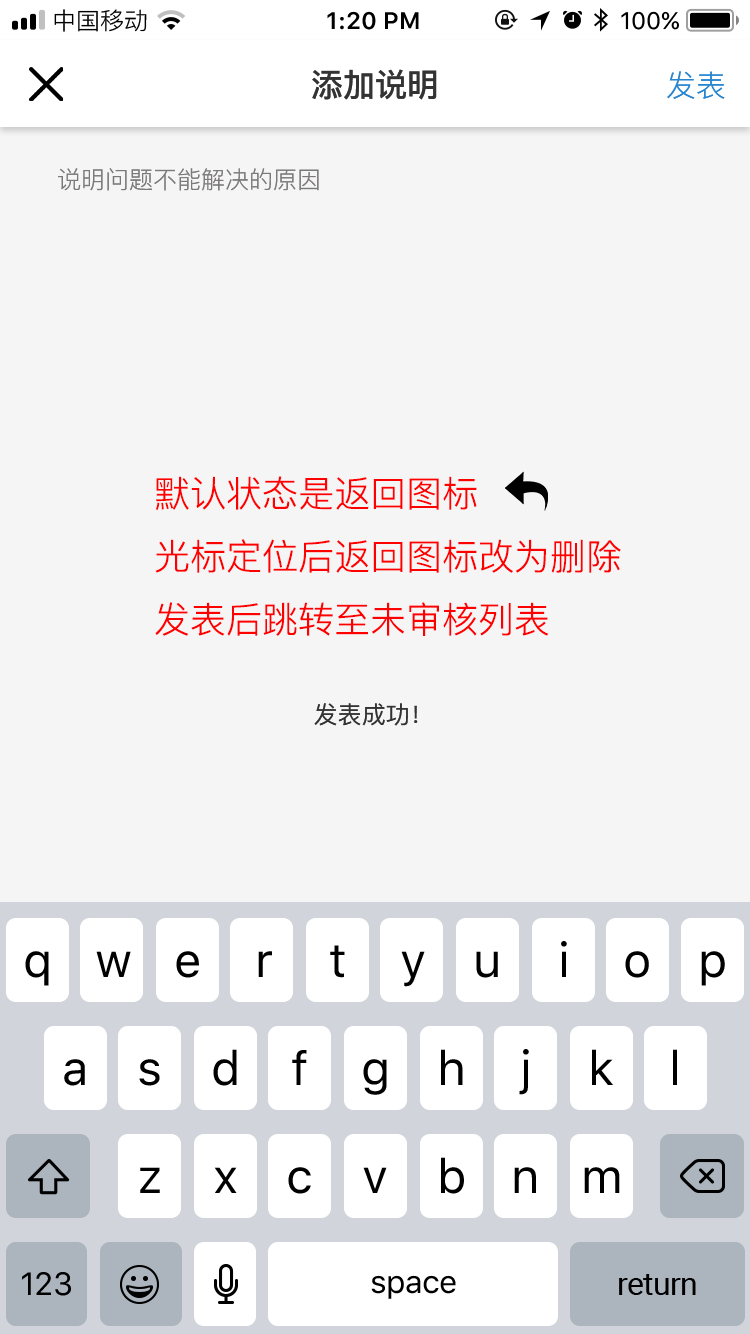 中国移动 1:20 PM 100%
添加说明 发表
说明问题不能解决的原因
默认状态是返回图标
光标定位后返回图标改为删除
发表后跳转至未审核列表
发表成功!
q w e r t y u i o p
a s d f g h j k l
z x c v b n m
123 space return